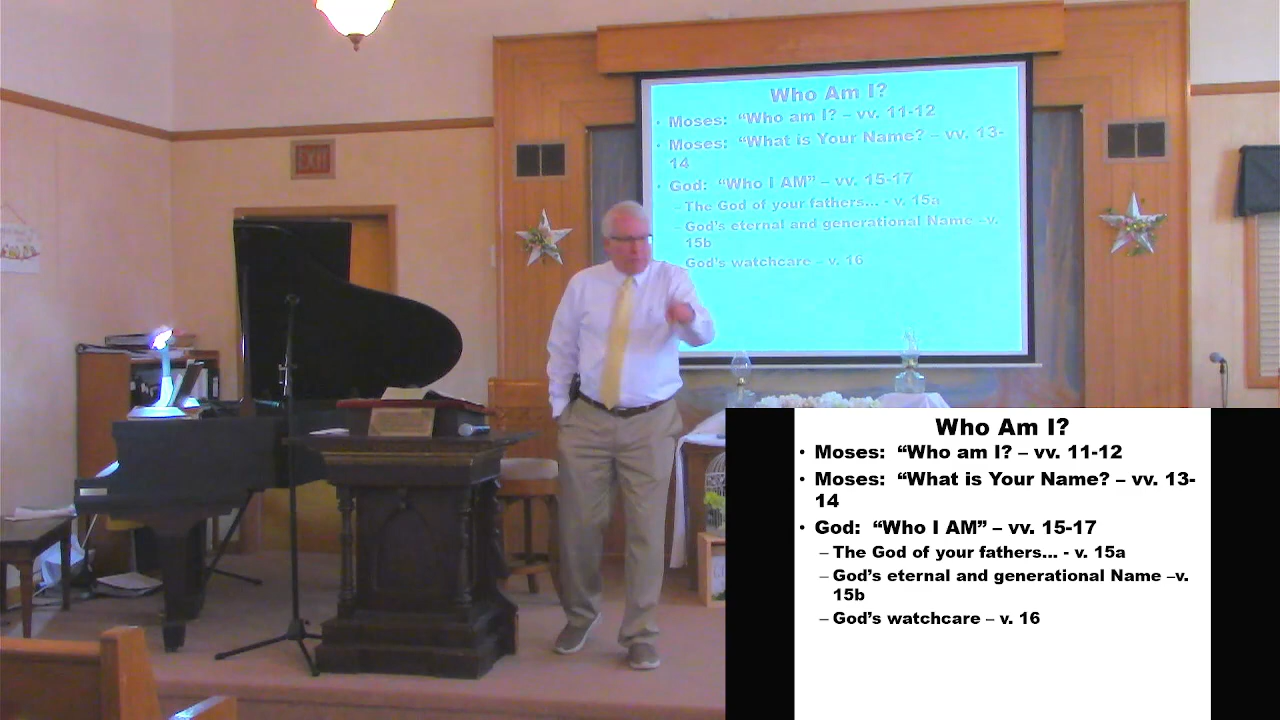 EXIT
Who Am I?
• Moses: “Who am I? – vv. 11-12
• Moses: “What is Your Name? – vv. 13-
14
• God: “Who I AM” – vv. 15-17
– The God of your fathers... - v. 15a
– God’s eternal and generational Name –v.
15b
God’s watchcare – v. 16
Who Am I?
• Moses: “Who am I? – vv. 11-12
• Moses: “What is Your Name? – vv. 13-
14
• God: “Who I AM” – vv. 15-17
– The God of your fathers... - v. 15a
– God’s eternal and generational Name –v.
15b
– God’s watchcare – v. 16